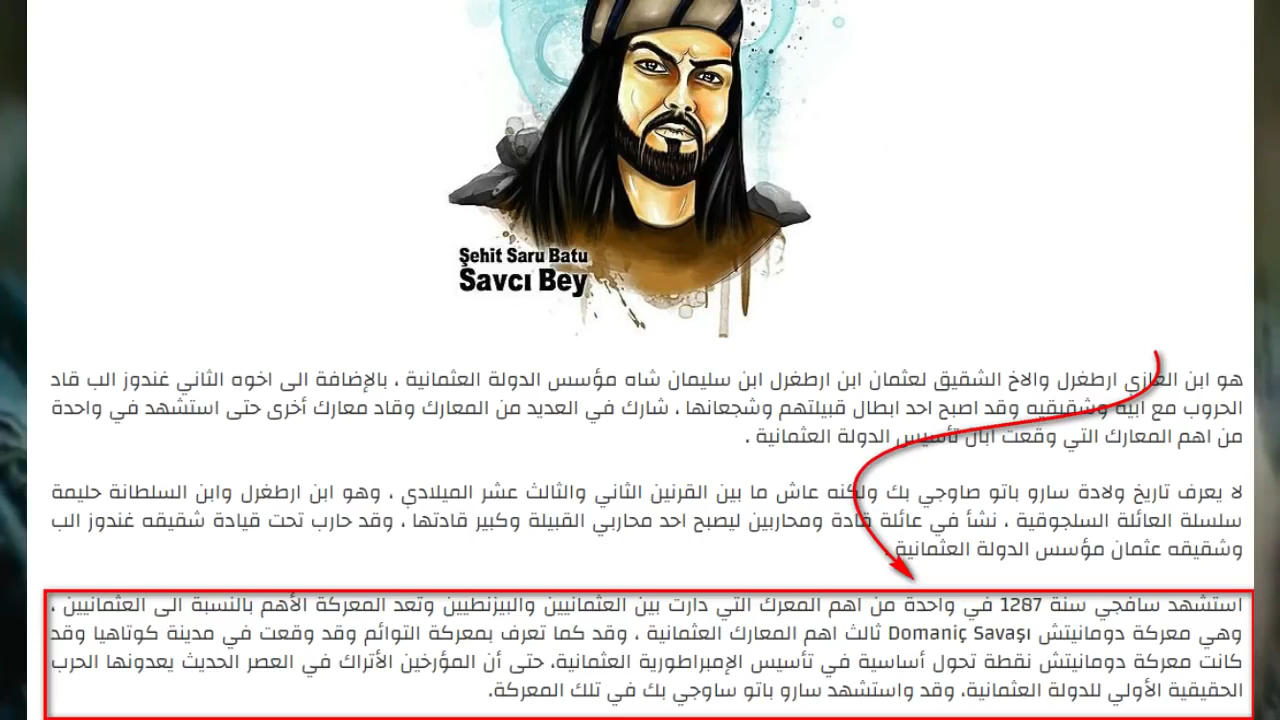 Şehit Saru Batu
Savcı Bey
هو ابن الغازي ارطغرل والاخ الشقيق لعثمان ابن ارطغرل ابن سليمان شاه مؤسس الدولة العثمانية ، بالإضافة الى اخوه الثاني غندوز الب قاد
الحروب مع ابيه وشقيقيه وقد اصبح احد ابطال قبيلتهم وشجعانها ، شارك في العديد من المعارك وقاد معارك أخرى حتى استشهد في واحدة
من اهم المعارك التي وقعت ابان تأسيس الدولة العثمانية .
لا يعرف تاريخ ولادة سارو باتو صاوجي بك ولكنه عاش ما بين القرنين الثاني والثالث عشر الميلادي ، وهو ابن ارطغرل وابن السلطانة حليمة
سلسلة العائلة السلجوقية ، نشأ في عائلة قادة ومحاربين ليصبح احد محاربي القبيلة وكبير قادتها ، وقد حارب تحت قيادة شقيقه غندوز الب
وشقيقه عثمان مؤسس الدولة العثمانية .
استشهد سافجي سنة 1287 في واحدة من اهم المعرك التي دارت بين العثمانيين والبيزنطيين وتعد المعركة الأهم بالنسبة الى العثمانيين ،
وهي معركة دومانيتش Domaniç Savaşı ثالث اهم المعارك العثمانية ، وقد كما تعرف بمعركة التوائم وقد وقعت في مدينة كوتاهيا وقد
كانت معركة دومانيتش نقطة تحول أساسية في تأسيس الإمبراطورية العثمانية، حتى أن المؤرخين الأتراك في العصر الحديث يعدونها الحرب
الحقيقية الأولي للدولة العثمانية، وقد واستشهد سارو باتو ساوجي بك في تلك المعركة.